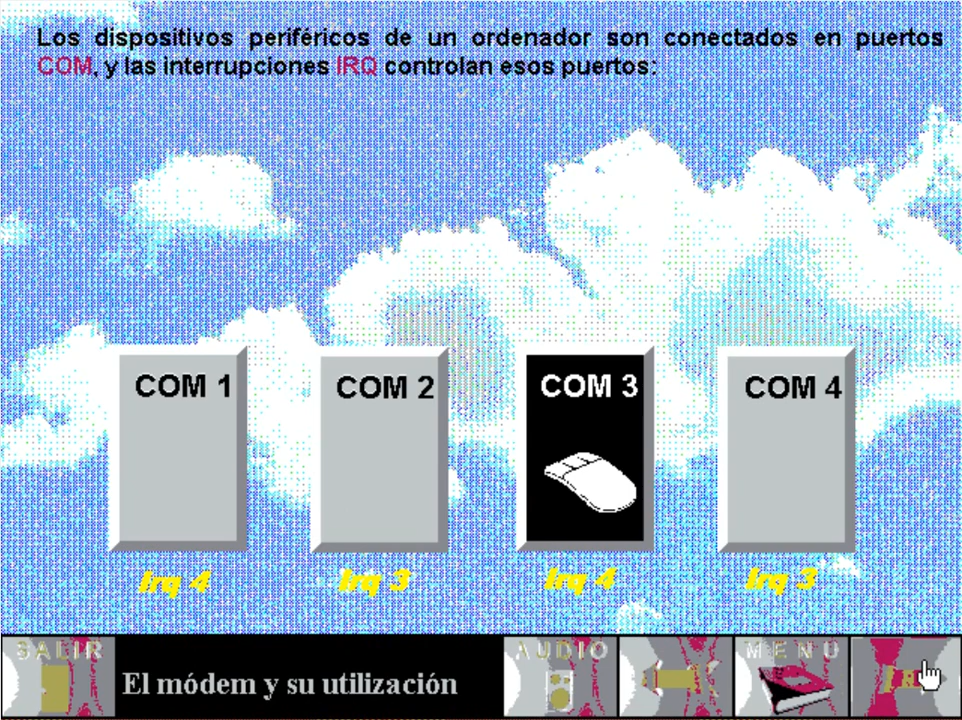 Los dispositivos periféricos de un ordenador son conectados en puertos
COM, y las interrupciones IRQ controlan esos puertos:
COM 1 COM 2 COM 3 COM 4
Irq 4 Irq 3 Irq 4 Irq 3
SALIR AUDIO MENU
El módem y su utilización